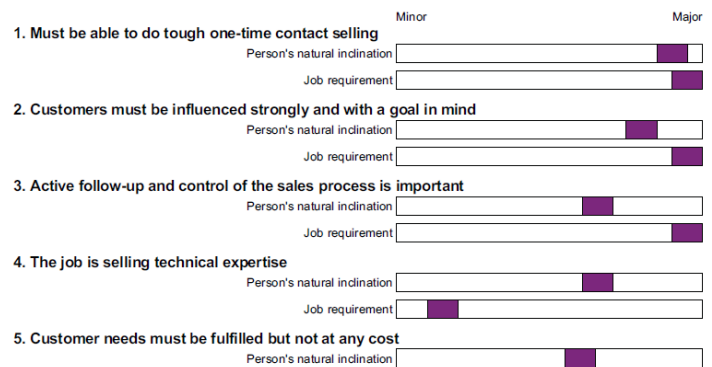 Minor Major
1. Must be able to do tough one-time contact selling
Person's natural inclination
Job requirement
2. Customers must be influenced strongly and with a goal in mind
Person's natural inclination
Job requirement
3. Active follow-up and control of the sales process is important
Person's natural inclination
Job requirement
4. The job is selling technical expertise
Person's natural inclination
Job requirement
5. Customer needs must be fulfilled but not at any cost
Person's natural inclination